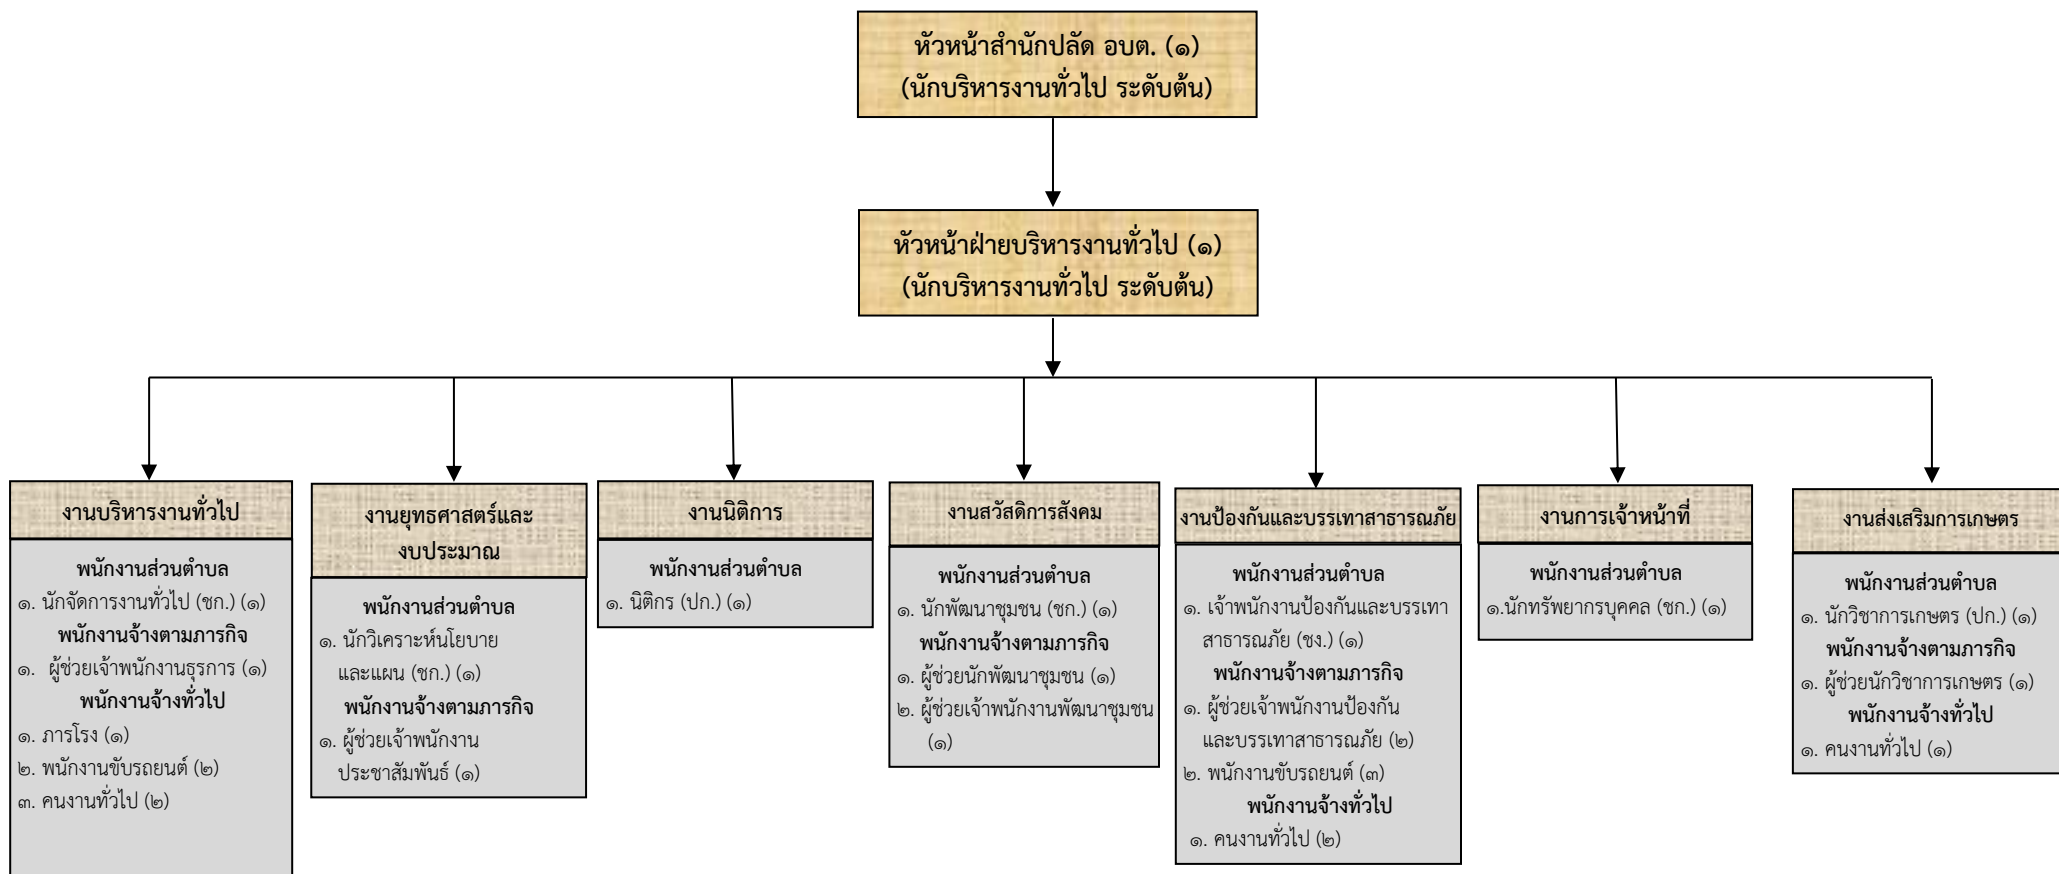 หัวหน้าสำนักปลัด อบต. (๑)
(นักบริหารงานทั่วไป ระดับต้น)
หัวหน้าฝ่ายบริหารงานทั่วไป (๑)
(นักบริหารงานทั่วไป ระดับต้น)
งานบริหารงานทั่วไป
พนักงานส่วนตำบล
๑. นักจัดการงานทั่วไป (ชก.) (๑)
พนักงานจ้างตามภารกิจ
๑. ผู้ช่วยเจ้าพนักงานธุรการ (๑)
พนักงานจ้างทั่วไป
๑. ภารโรง (๑)
๒. พนักงานขับรถยนต์ (๒)
๓. คนงานทั่วไป (๒)
งานยุทธศาสตร์และ
งบประมาณ
พนักงานส่วนตำบล
๑. นักวิเคราะห์นโยบาย
และแผน (ชก.) (๑)
พนักงานจ้างตามภารกิจ
๑. ผู้ช่วยเจ้าพนักงาน
ประชาสัมพันธ์ (๑)
งานนิติการ
พนักงานส่วนตำบล
๑. นิติกร (ปก.) (๑)
งานสวัสดิการสังคม
พนักงานส่วนตำบล
๑. นักพัฒนาชุมชน (ชก.) (๑)
พนักงานจ้างตามภารกิจ
๑. ผู้ช่วยนักพัฒนาชุมชน (๑)
๒. ผู้ช่วยเจ้าพนักงานพัฒนาชุมชน
(๑)
งานป้องกันและบรรเทาสาธารณภัย
พนักงานส่วนตำบล
๑. เจ้าพนักงานป้องกันและบรรเทา
สาธารณภัย (ชง.) (๑)
พนักงานจ้างตามภารกิจ
๑. ผู้ช่วยเจ้าพนักงานป้องกัน
และบรรเทาสาธารณภัย (๒)
๒. พนักงานขับรถยนต์ (๓)
พนักงานจ้างทั่วไป
๑. คนงานทั่วไป (๒)
งานการเจ้าหน้าที่
พนักงานส่วนตำบล
๑.นักทรัพยากรบุคคล (ชก.) (๑)
งานส่งเสริมการเกษตร
พนักงานส่วนตำบล
๑. นักวิชาการเกษตร (ปก.) (๑)
พนักงานจ้างตามภารกิจ
๑. ผู้ช่วยนักวิชาการเกษตร (๑)
พนักงานจ้างทั่วไป
๑. คนงานทั่วไป (๑)